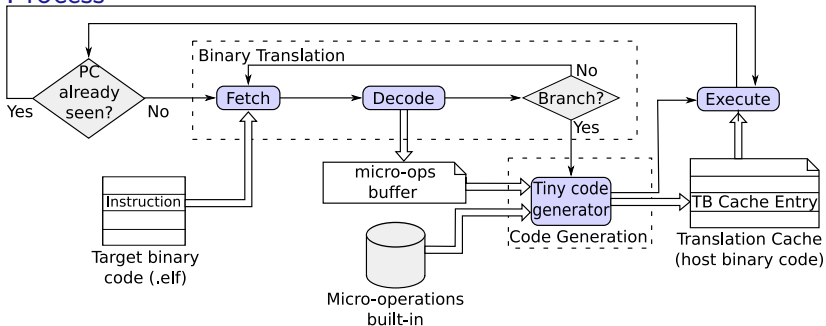 Process
Binary Translation
PC
already
seen?
Yes
No
Fetch
Decode
No
Branch?
Yes
Execute
Instruction
Target binary
code (.elf)
micro-ops
buffer
Micro-operations
built-in
Tiny code
generator
Code Generation
TB Cache Entry
Translation Cache
(host binary code)